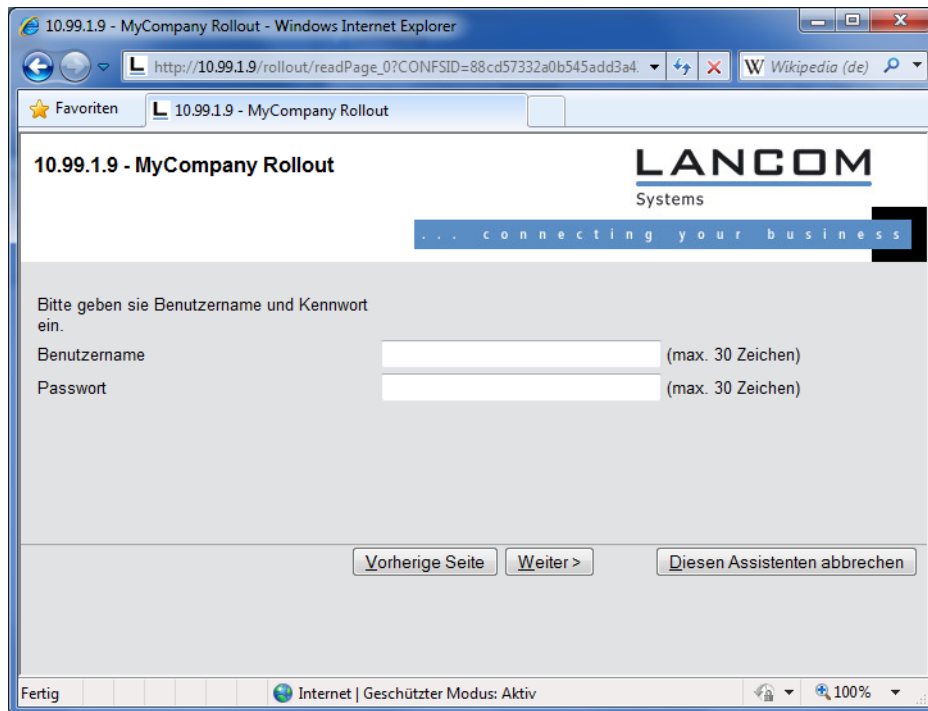 10.99.1.9 - MyCompany Rollout - Windows Internet Explorer
L http://10.99.1.9/rollout/readPage_0?CONFSID=88cd57332a0b545add3a4 W Wikipedia (de)
Favoriten L 10.99.1.9 - MyCompany Rollout
10.99.1.9 - MyCompany Rollout
LANCOM
Systems
... connecting your business
Bitte geben sie Benutzername und Kennwort
ein.
Benutzername (max. 30 Zeichen)
Passwort (max. 30 Zeichen)
Vorherige Seite Weiter > Diesen Assistenten abbrechen
Fertig Internet | Geschützter Modus: Aktiv 100%